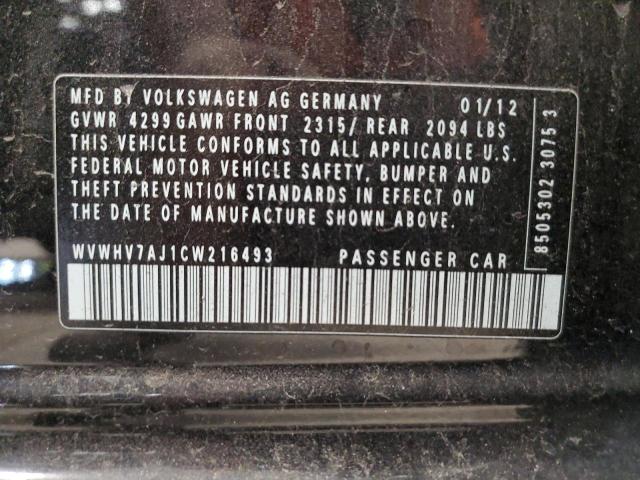 MFD BY VOLKSWAGEN AG GERMANY 01/12
GVWR 4299 GAWR FRONT 2315/ REAR 2094 LBS
THIS VEHICLE CONFORMS TO ALL APPLICABLE U.S.
FEDERAL MOTOR VEHICLE SAFETY, BUMPER AND
THEFT PREVENTION STANDARDS IN EFFECT ON
THE DATE OF MANUFACTURE SHOWN ABOVE.
WVWHV7AJ1CW216493 PASSENGER CAR
8505302 3075 3